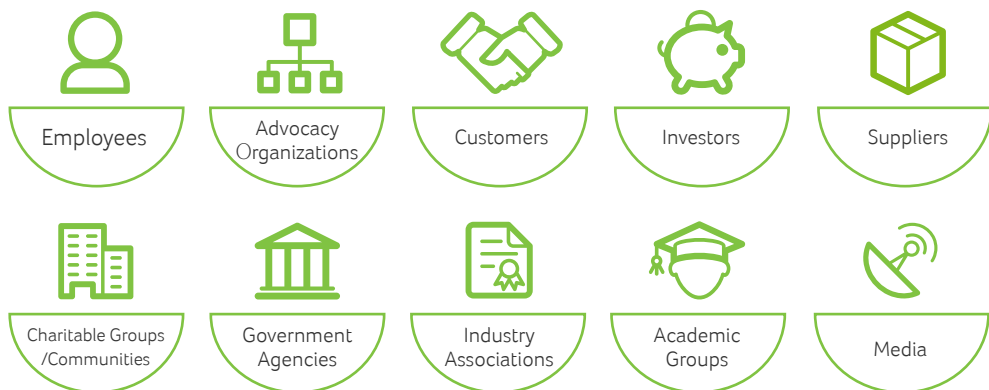 Employees
Advocacy
Organizations
Customers
Investors
Suppliers
Charitable Groups
/Communities
Government
Agencies
Industry
Associations
Academic
Groups
Media